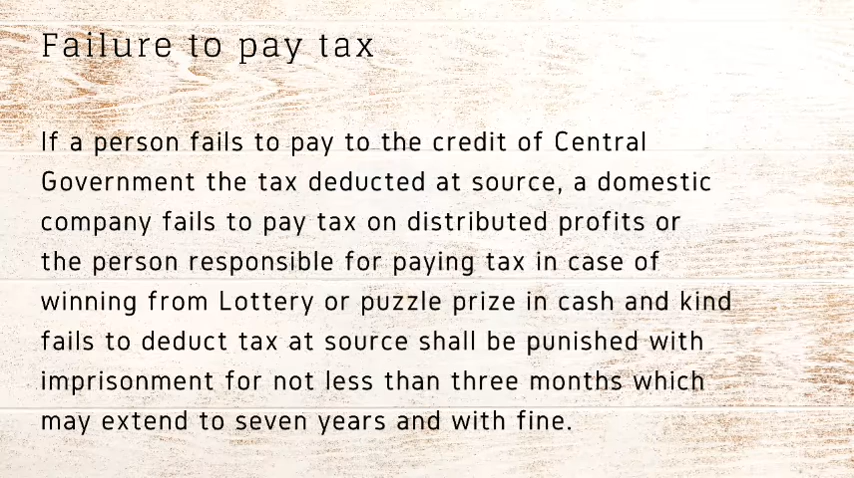 Failure to pay tax
If a person fails to pay to the credit of Central
Government the tax deducted at source, a domestic
company fails to pay tax on distributed profits or
the person responsible for paying tax in case of
winning from Lottery or puzzle prize in cash and kind
fails to deduct tax at source shall be punished with
imprisonment for not less than three months which
may extend to seven years and with fine.